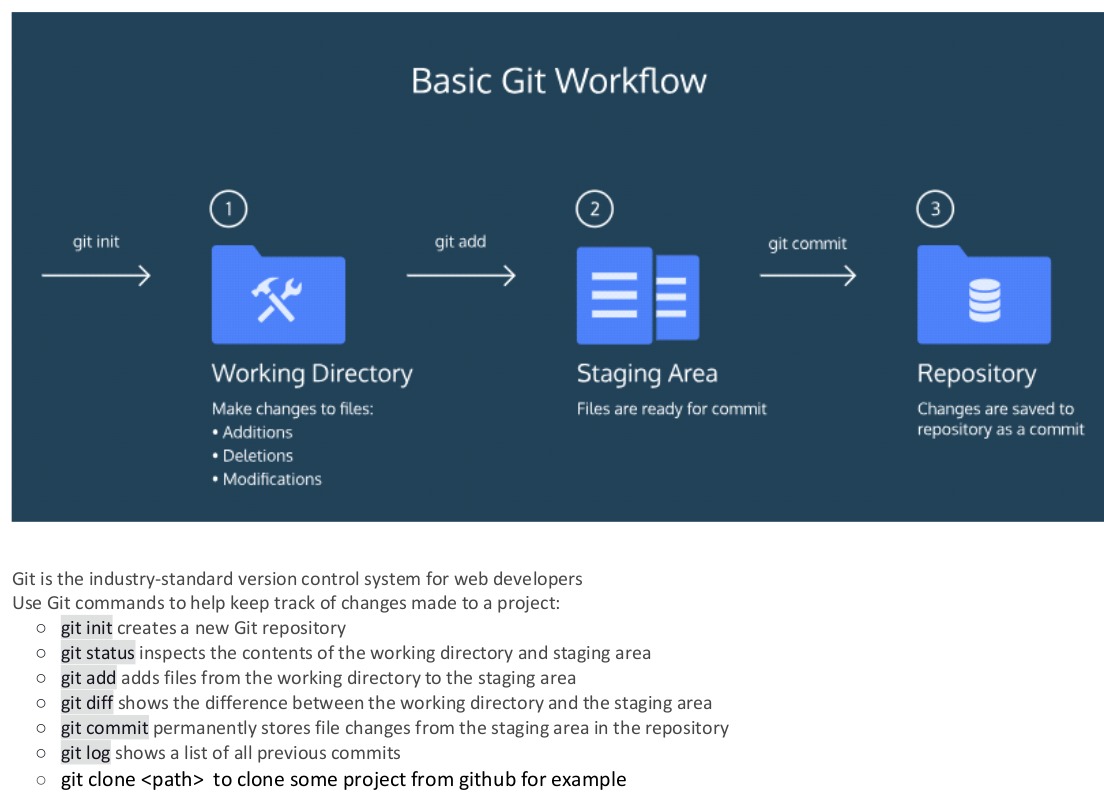 Basic Git Workflow
1
2
3
git init
git add
git commit
Working Directory
Make changes to files:
• Additions
• Deletions
• Modifications
Staging Area
Files are ready for commit
Repository
Changes are saved to
repository as a commit
Git is the industry-standard version control system for web developers
Use Git commands to help keep track of changes made to a project:
○ git init creates a new Git repository
○ git status inspects the contents of the working directory and staging area
○ git add adds files from the working directory to the staging area
○ git diff shows the difference between the working directory and the staging area
○ git commit permanently stores file changes from the staging area in the repository
○ git log shows a list of all previous commits
○ git clone <path>  to clone some project from github for example